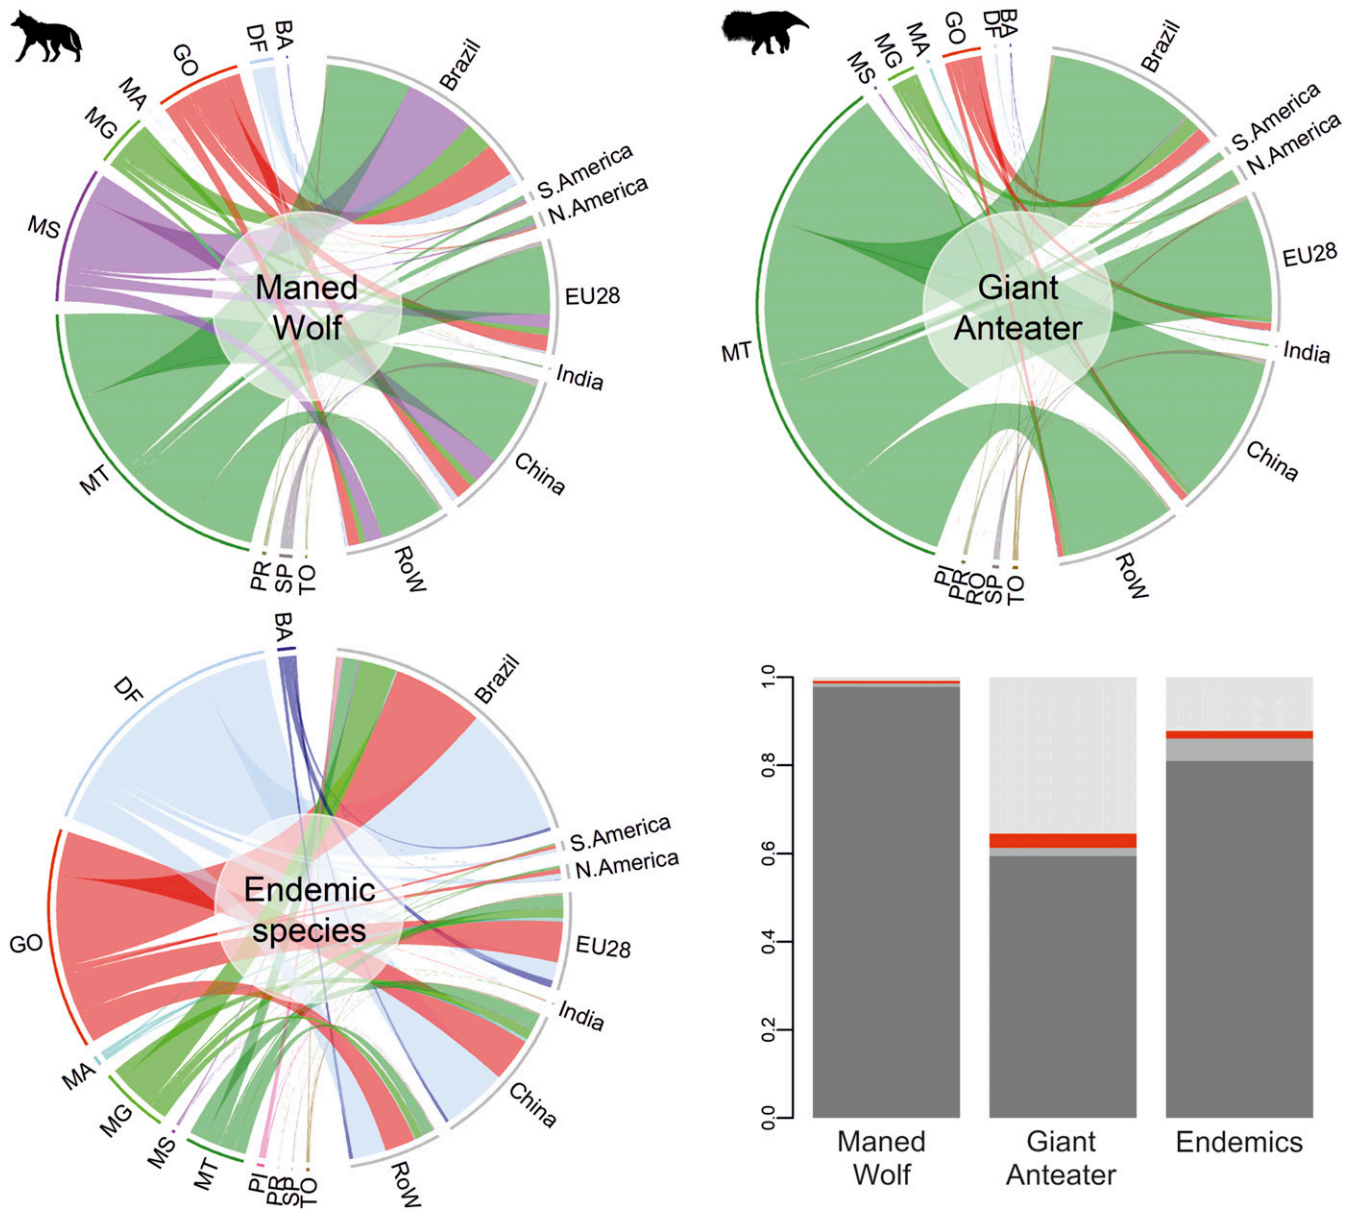 BA
DF
GO
MA
MG
MS
MT
PR
SP
TO
RoW
China
India
EU28
N.America
S.America
Brazil
Maned
Wolf
BA
DF
GO
MA
MG
MS
MT
PI
PR
RO
SP
TO
RoW
China
India
EU28
N.America
S.America
Brazil
Giant
Anteater
BA
DF
GO
MA
MG
MS
MT
PI
PR
SP
TO
RoW
China
India
EU28
N.America
S.America
Brazil
Endemic
species
1.0
0.8
0.6
0.4
0.2
0.0
Maned
Wolf
Giant
Anteater
Endemics